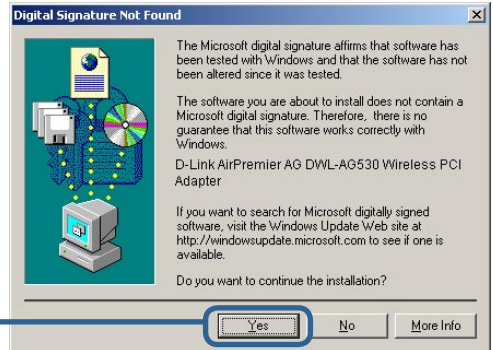 Digital Signature Not Found
The Microsoft digital signature affirms that software has
been tested with Windows and that the software has not
been altered since it was tested.
The software you are about to install does not contain a
Microsoft digital signature. Therefore, there is no
guarantee that this software works correctly with
Windows.
D-Link AirPremier AG DWL-AG530 Wireless PCI
Adapter
If you want to search for Microsoft digitally signed
software, visit the Windows Update Web site at
http://windowsupdate.microsoft.com to see if one is
available.
Do you want to continue the installation?
Yes No More Info